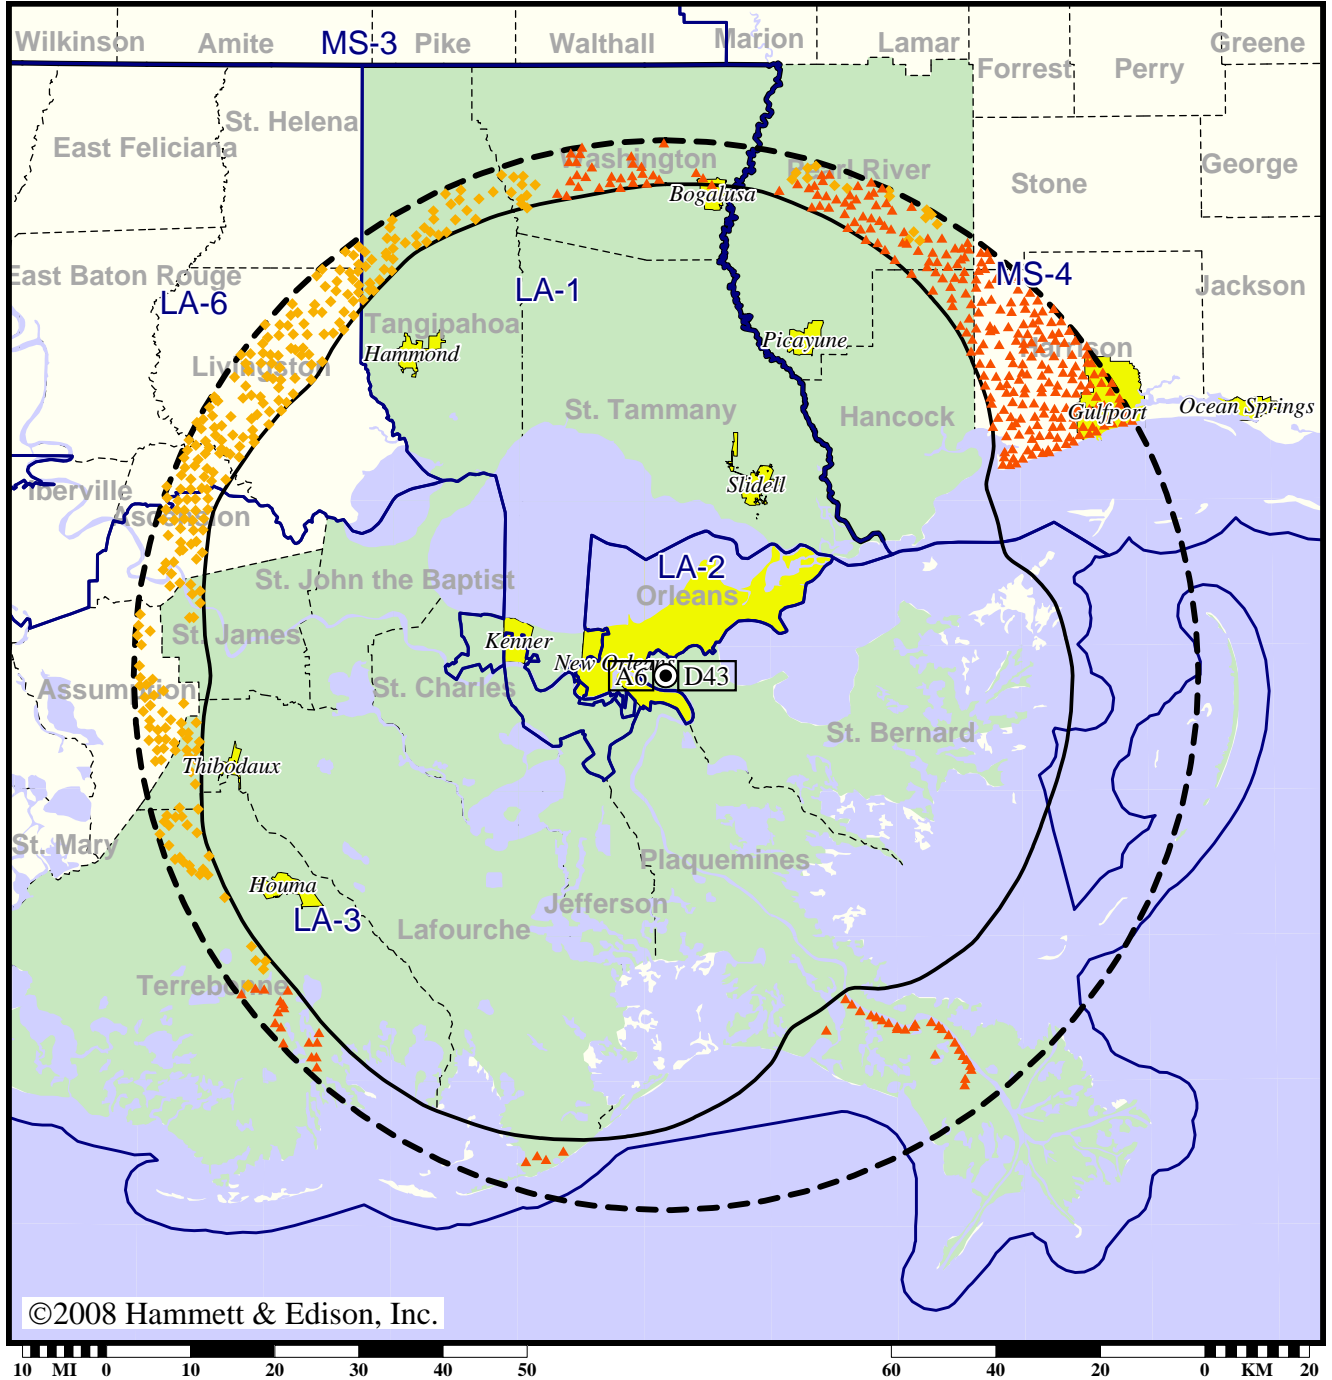 Wilkinson
Amite
MS-3
Pike
Walthall
Marion
Lamar
Greene
Forrest
Perry
St. Helena
East Feliciana
Washington
Pearl River
George
Stone
Bogalusa
East Baton Rouge
LA-6
LA-1
MS-4
Jackson
Tangipahoa
Hammond
Picayune
Harrison
Livingston
St. Tammany
Hancock
Gulfport
Ocean Springs
Iberville
Slidell
Ascension
LA-2
St. John the Baptist
Orleans
St. James
Kenner
New Orleans
A6 D43
Assumption
St. Charles
St. Bernard
Thibodaux
St. Mary
Plaquemines
Houma
LA-3
Jefferson
Lafourche
Terrebonne
©2008 Hammett & Edison, Inc.
10 MI 0 10 20 30 40 50
60 40 20 0 KM 20